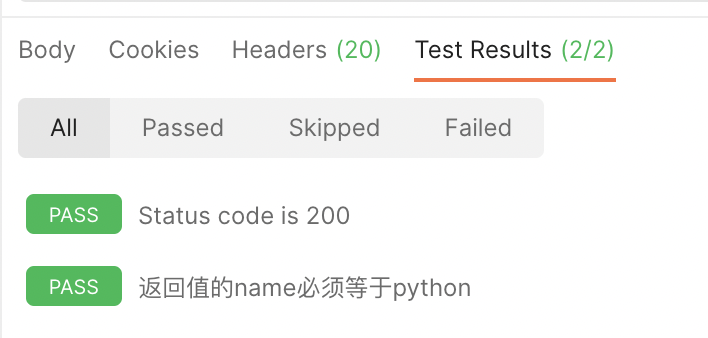 Body Cookies Headers (20) Test Results (2/2)
All Passed Skipped Failed
PASS Status code is 200
PASS 返回值的name必须等于python